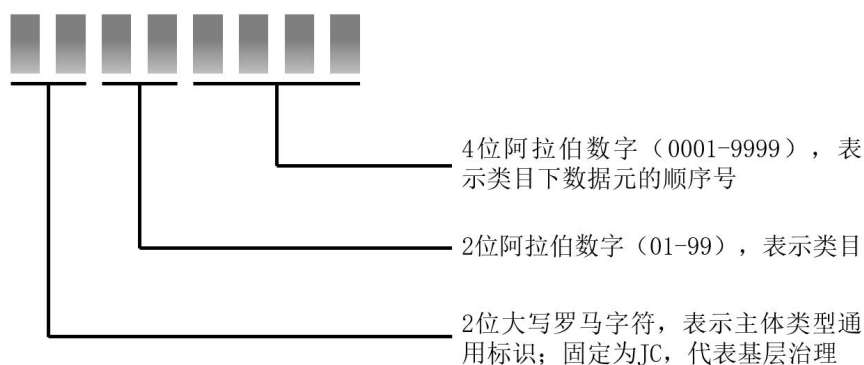 4位阿拉伯数字（0001-9999），表
示类目下数据元的顺序号
2位阿拉伯数字（01-99），表示类目
2位大写罗马字符，表示主体类型通
用标识；固定为JC，代表基层治理